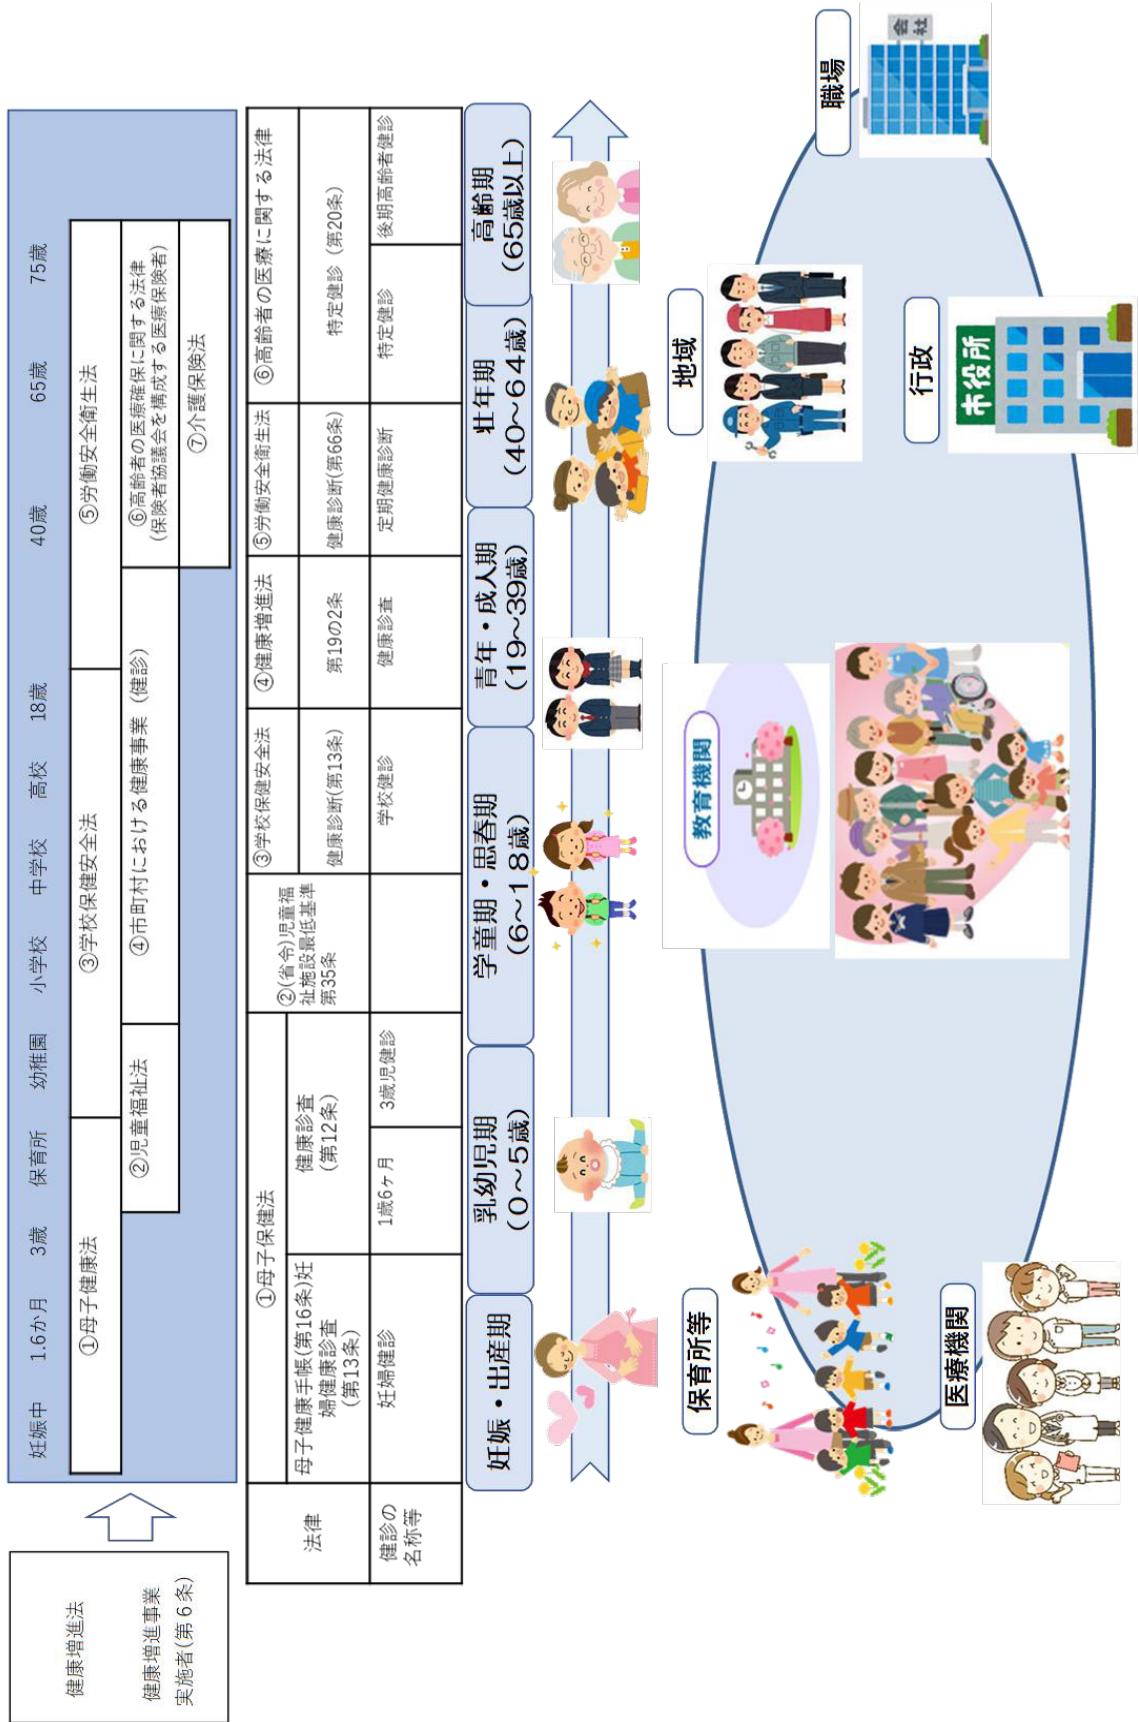 健康増進法
健康増進事業
実施者(第6条)
妊娠中 1.6か月 3歳 保育所 幼稚園 小学校 中学校 高校 18歳 40歳 65歳 75歳
①母子健康法
③学校保健安全法
⑤労働安全衛生法
②児童福祉法
④市町村における健康事業（健診）
⑥高齢者の医療確保に関する法律
(保険者協議会を構成する医療保険者)
⑦介護保険法
法律
①母子保健法
②(省令)児童福
祉施設最低基準
第35条
③学校保健安全法
④健康増進法
⑤労働安全衛生法
⑥高齢者の医療に関する法律
母子健康手帳(第16条)妊
婦健康診査
(第13条)
健康診査
(第12条)
健康診断(第13条)
第19の2条
健康診断(第66条)
特定健診（第20条）
健診の
名称等
妊婦健診
1歳6ヶ月
3歳児健診
学校健診
健康診査
定期健康診断
特定健診
後期高齢者健診
妊娠・出産期
乳幼児期
(0～5歳)
学童期・思春期
(6～18歳)
青年・成人期
(19～39歳)
壮年期
(40～64歳)
高齢期
(65歳以上)
保育所等
教育機関
地域
職場
会社
医療機関
行政
市役所